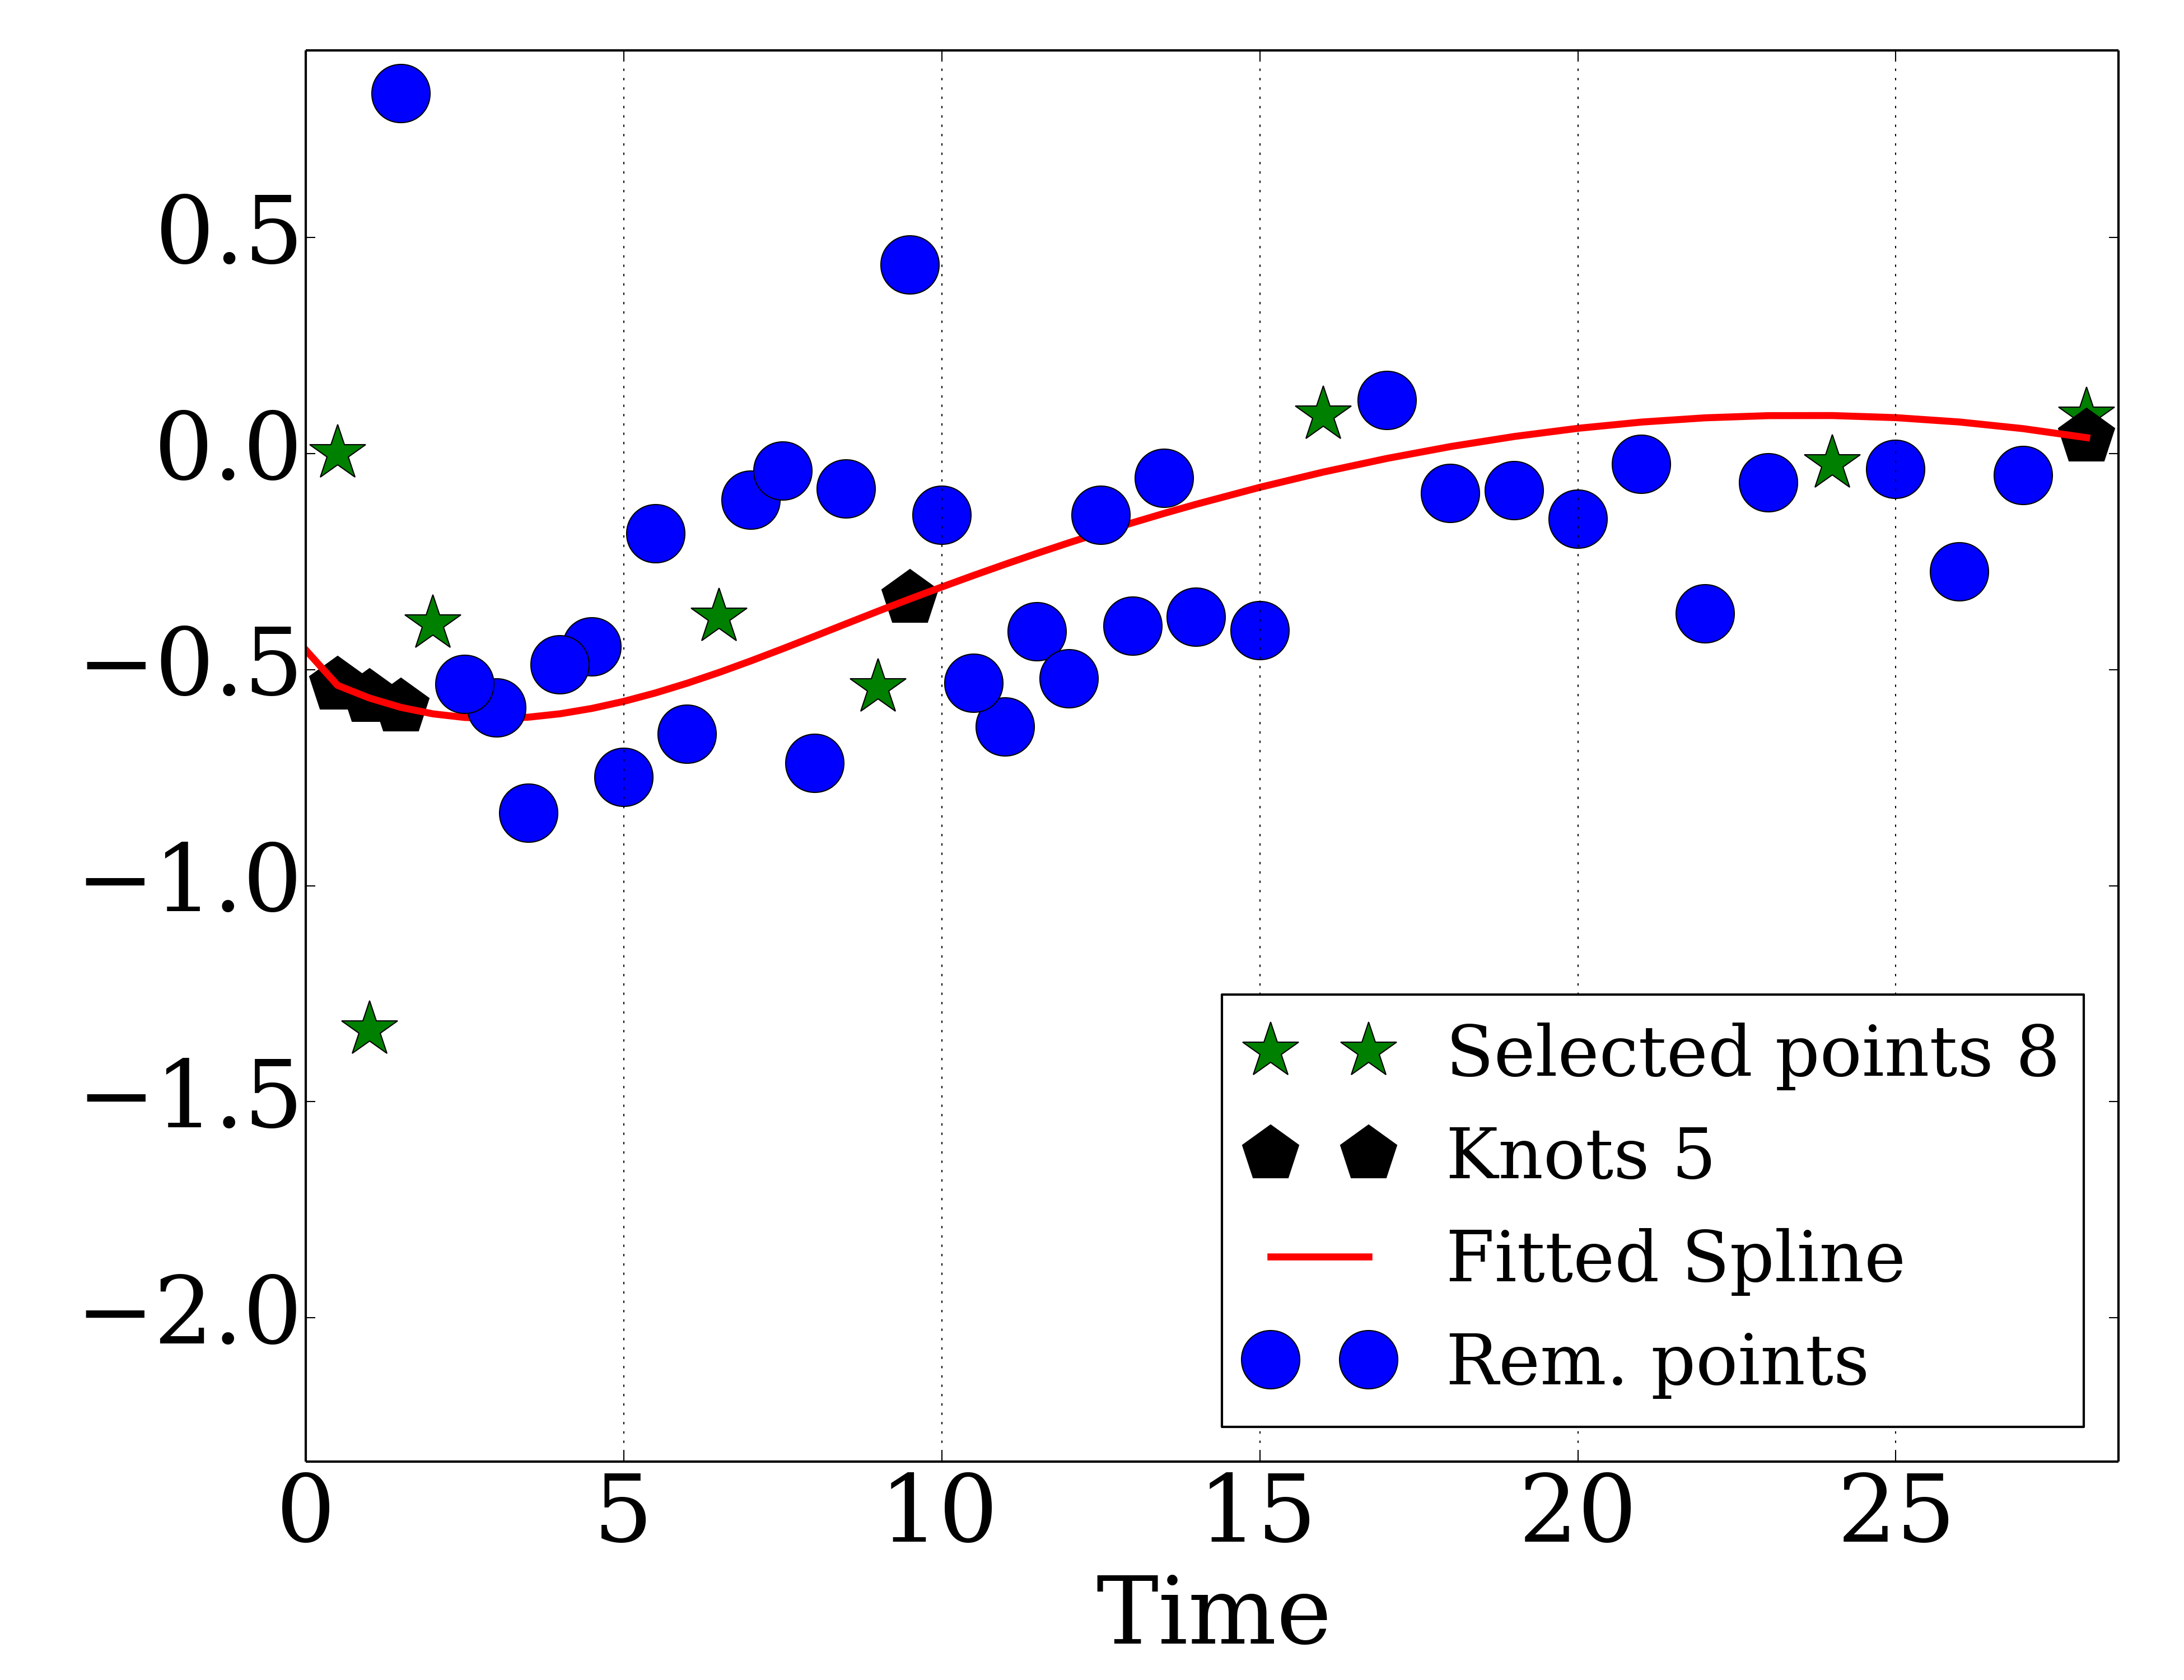 0.5
0.0
−0.5
−1.0
−1.5
−2.0
Selected points 8
Knots 5
Fitted Spline
Rem. points
0 5 10 15 20 25
Time